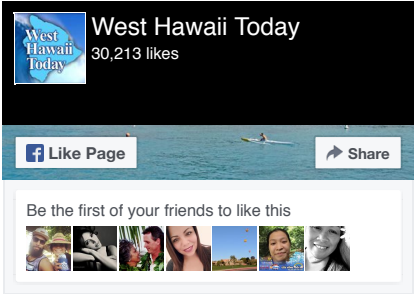 West
Hawaii
Today
West Hawaii Today
30,213 likes
Like Page
Share
Be the first of your friends to like this